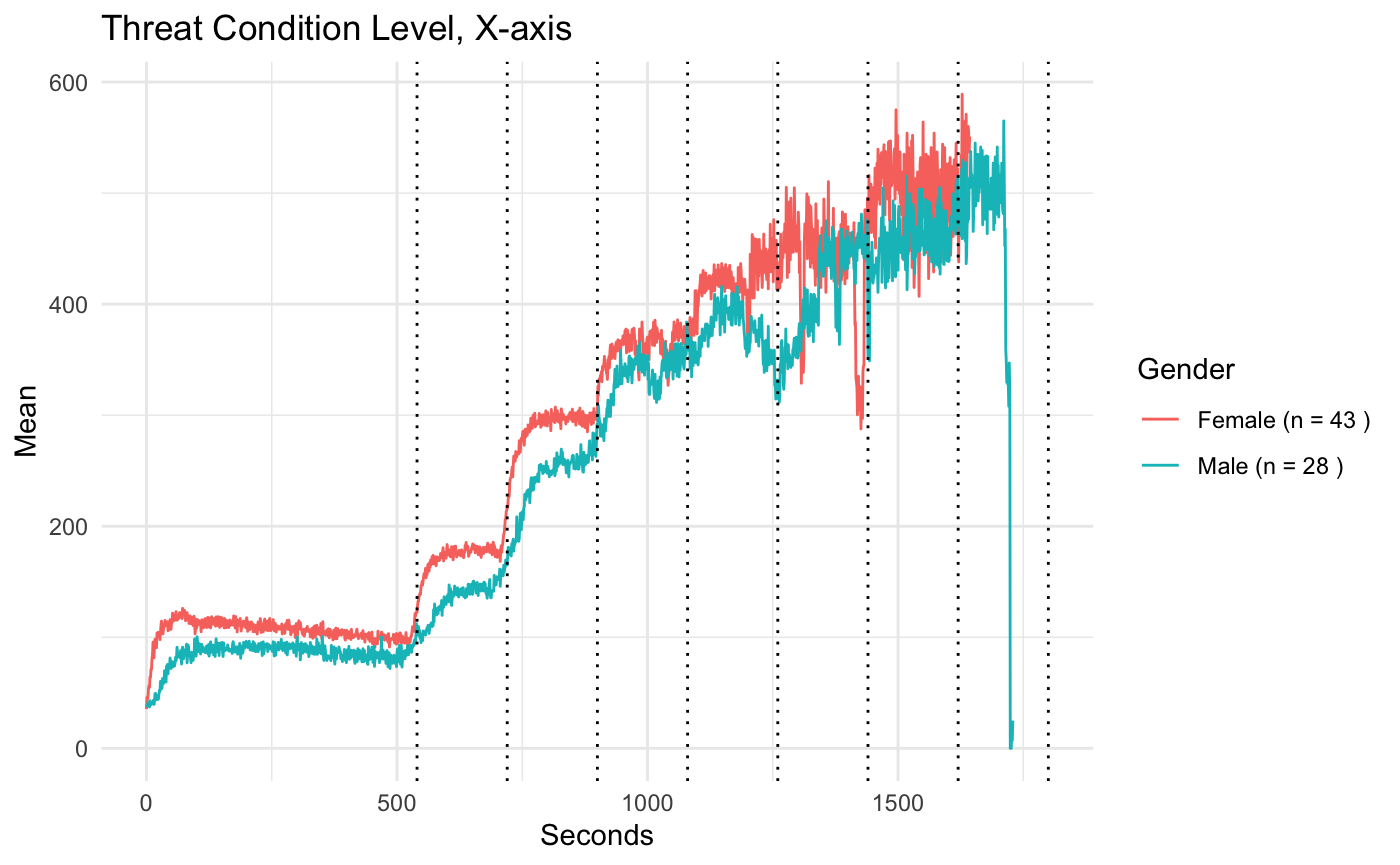 Threat Condition Level, X-axis
600
400
200
0
Mean
0 500 1000 1500
Seconds
Gender
Female (n = 43 )
Male (n = 28 )